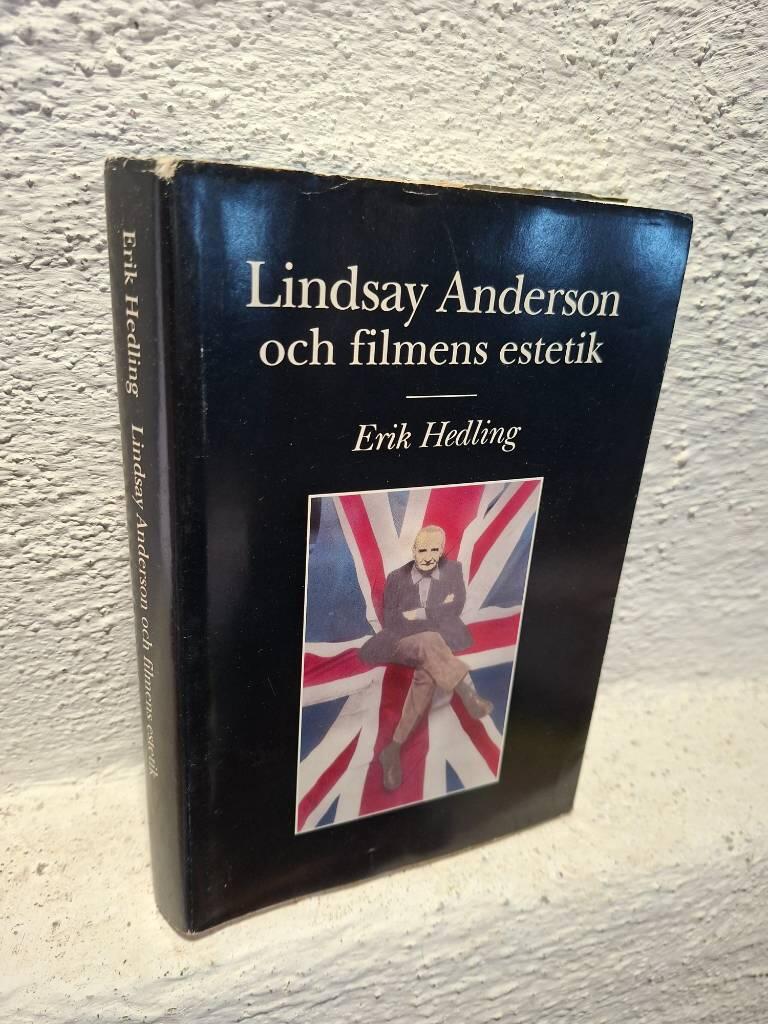 Lindsay Anderson
och filmens estetik
Erik Hedling
Erik Hedling Lindsay Anderson och filmens estetik